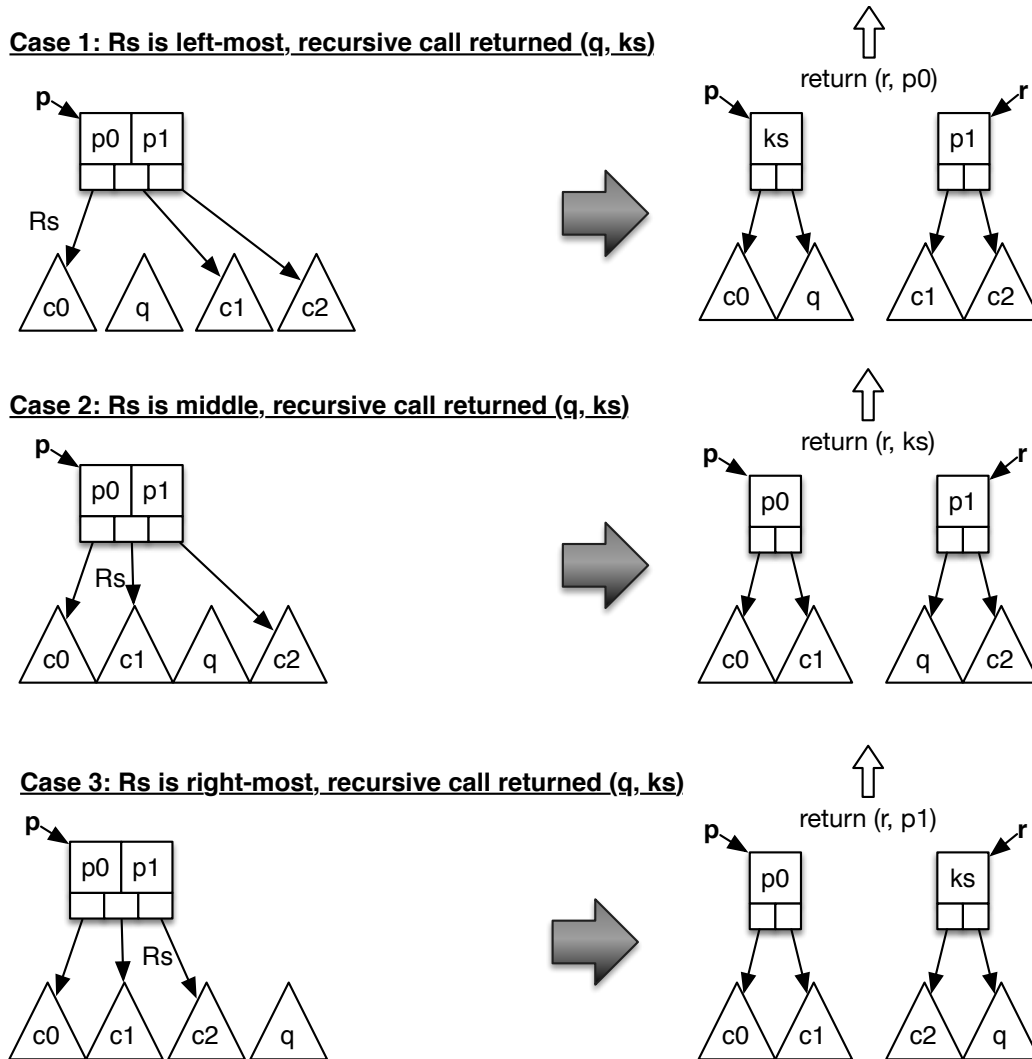 Case 1: Rs is left-most, recursive call returned (q, ks)
return (r, p0)
p
p0 p1
Rs
c0 q c1 c2
p r
ks p1
c0 q c1 c2
Case 2: Rs is middle, recursive call returned (q, ks)
return (r, ks)
p
p0 p1
Rs
c0 c1 q c2
p r
p0 p1
c0 c1 q c2
Case 3: Rs is right-most, recursive call returned (q, ks)
return (r, p1)
p
p0 p1
Rs
c0 c1 c2 q
p r
p0 ks
c0 c1 c2 q